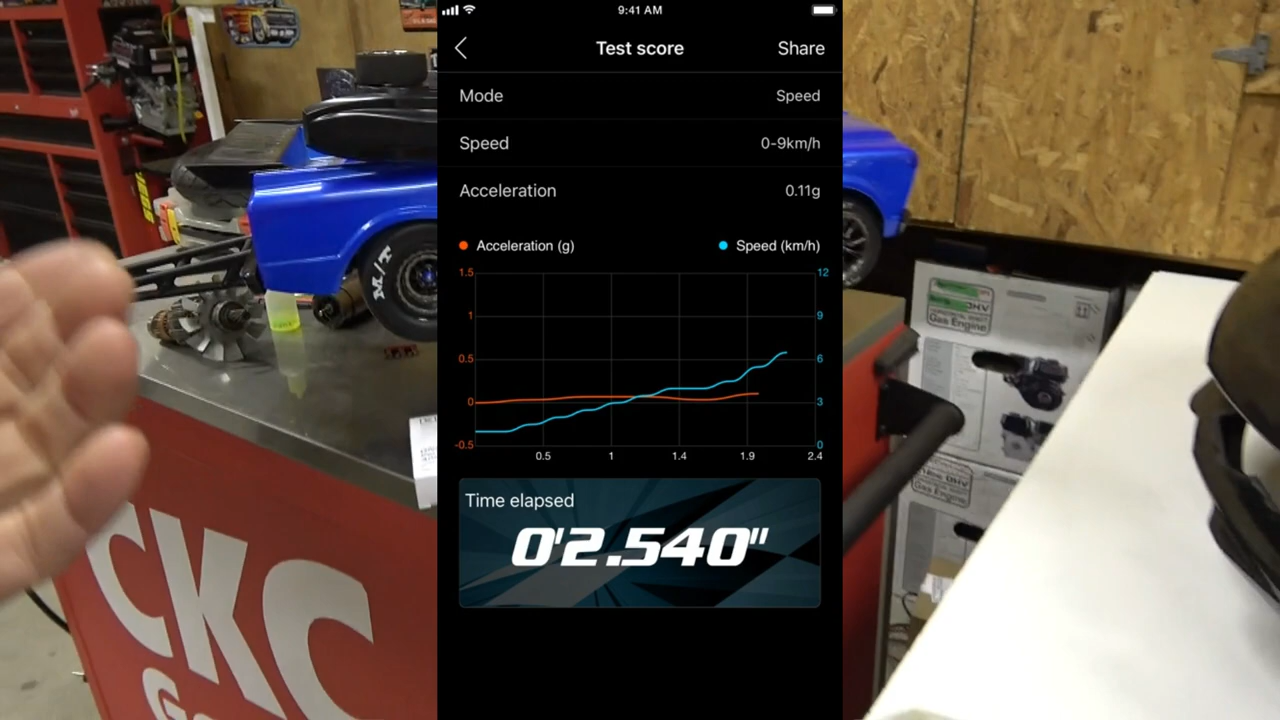 9:41 AM
Test score
Share
Mode
Speed
Speed
0-9km/h
Acceleration
0.11g
Acceleration (g)
Speed (km/h)
1.5
12
1
9
0.5
6
0
3
-0.5
0
0.5
1
1.4
1.9
2.4
Time elapsed
0'2.540"
M/T
CKC
Gas Engine
Gas Engine